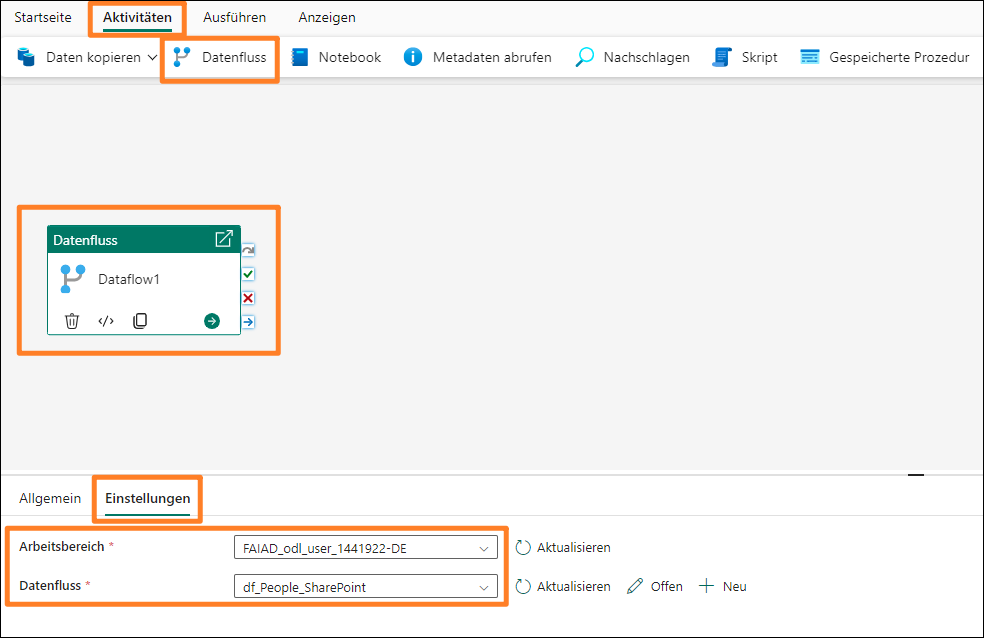 Startseite Aktivitäten Ausführen Anzeigen
Daten kopieren Datenfluss Notebook Metadaten abrufen Nachschlagen Skript Gespeicherte Prozedur
Datenfluss
Dataflow1
Allgemein Einstellungen
Arbeitsbereich * FAIAD_odl_user_1441922-DE Aktualisieren
Datenfluss * df_People_SharePoint Aktualisieren Offen Neu